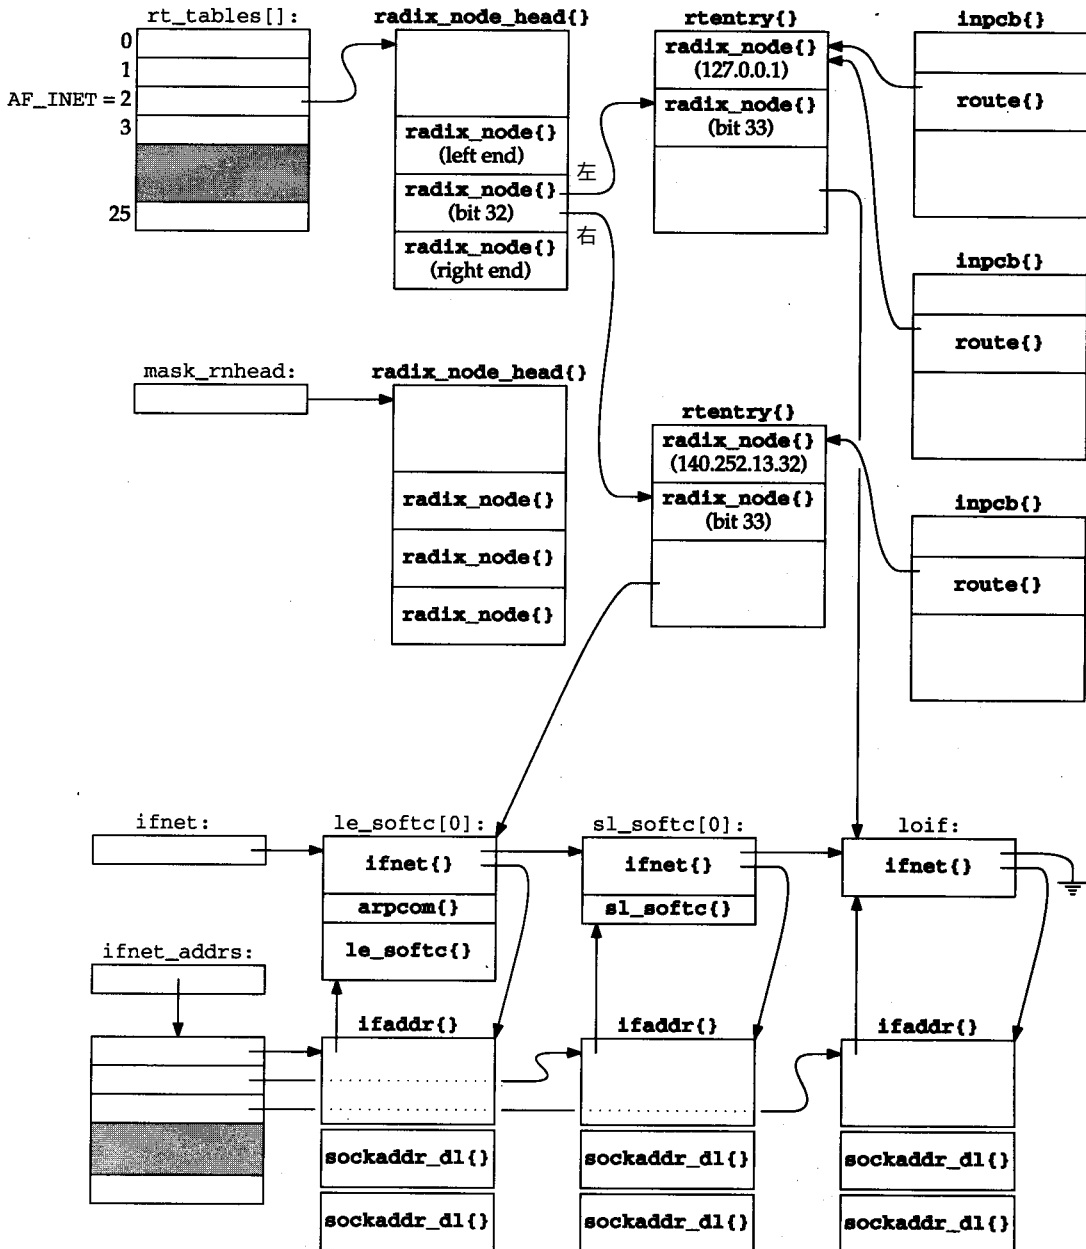 rt_tables[]:
0
1
AF_INET = 2
3
25
radix_node_head{}
radix_node{}
(left end)
radix_node{}
(bit 32)
radix_node{}
(right end)
左
右
rtentry{}
radix_node{}
(127.0.0.1)
radix_node{}
(bit 33)
inpcb{}
route{}
inpcb{}
route{}
mask_rnhead:
radix_node_head{}
radix_node{}
radix_node{}
radix_node{}
rtentry{}
radix_node{}
(140.252.13.32)
radix_node{}
(bit 33)
inpcb{}
route{}
ifnet:
le_softc[0]:
ifnet{}
arpcom{}
le_softc{}
sl_softc[0]:
ifnet{}
sl_softc{}
loif:
ifnet{}
ifnet_addrs:
ifaddr{}
ifaddr{}
ifaddr{}
sockaddr_dl{}
sockaddr_dl{}
sockaddr_dl{}
sockaddr_dl{}
sockaddr_dl{}
sockaddr_dl{}